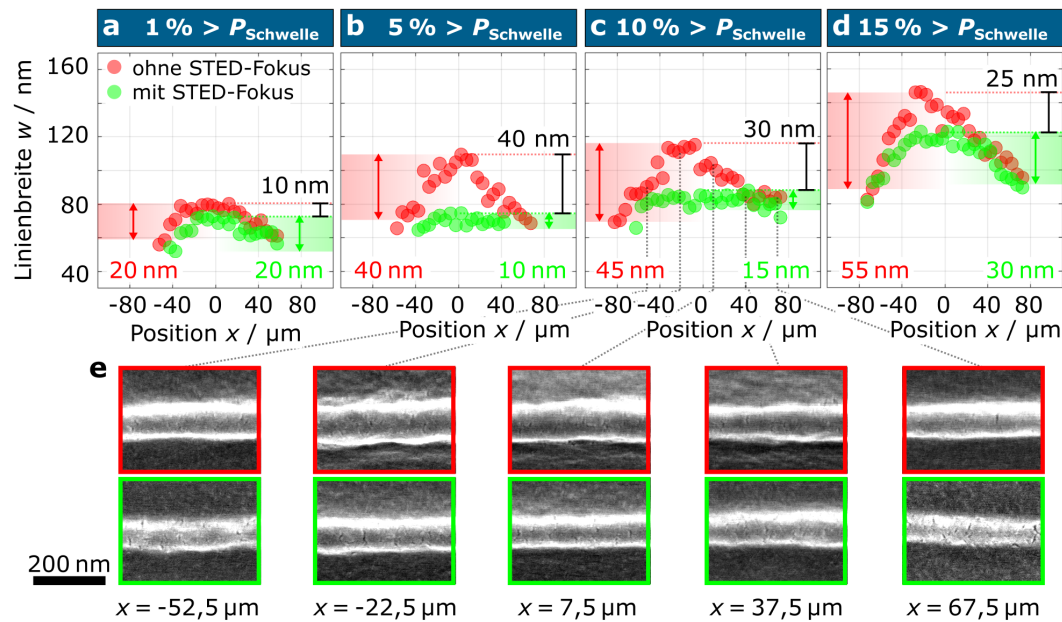 a 1 % > P_Schwelle
b 5 % > P_Schwelle
c 10 % > P_Schwelle
d 15 % > P_Schwelle
Linienbreite w / nm
160
120
80
40
ohne STED-Fokus
mit STED-Fokus
10 nm
20 nm
20 nm
40 nm
40 nm
10 nm
30 nm
45 nm
15 nm
25 nm
55 nm
30 nm
-80 -40 0 40 80
-80 -40 0 40 80
-80 -40 0 40 80
-80 -40 0 40 80
Position x / µm
Position x / µm
Position x / µm
Position x / µm
e
200 nm
x = -52,5 µm
x = -22,5 µm
x = 7,5 µm
x = 37,5 µm
x = 67,5 µm